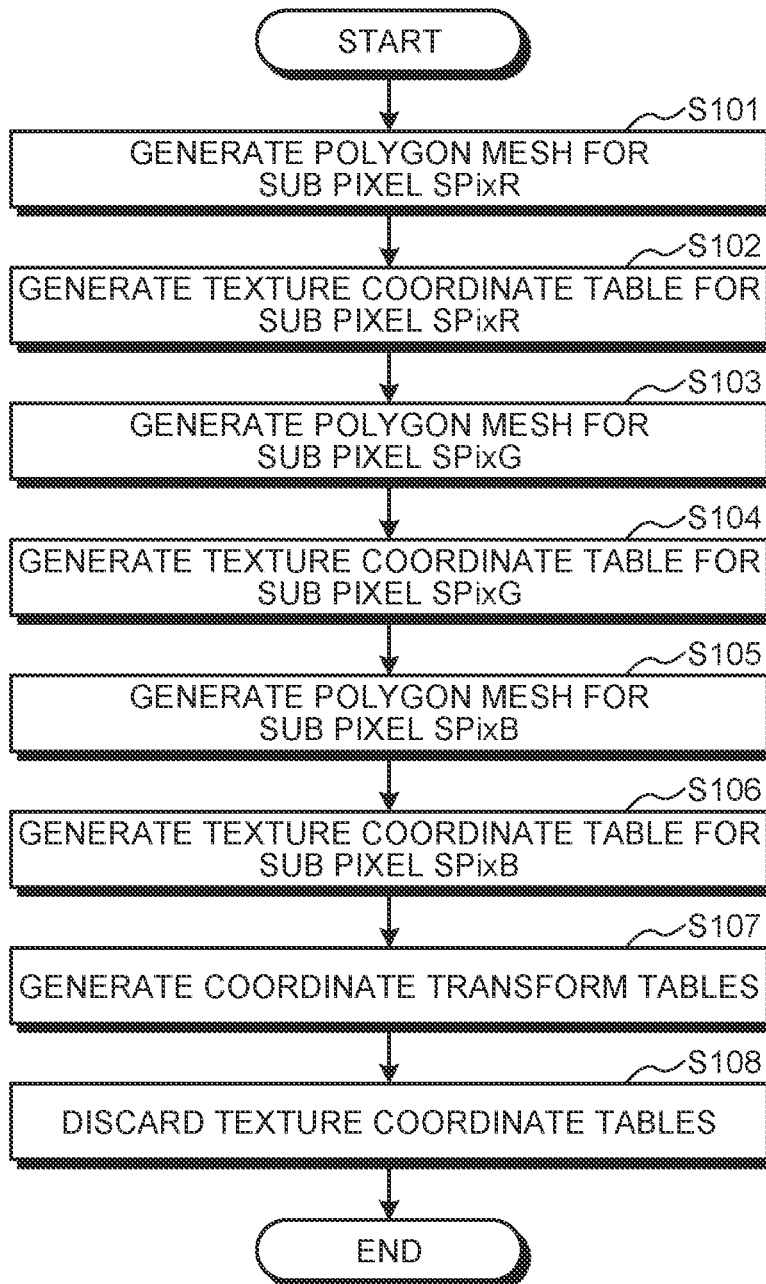 START
S101
GENERATE POLYGON MESH FOR
SUB PIXEL SPixR
S102
GENERATE TEXTURE COORDINATE TABLE FOR
SUB PIXEL SPixR
S103
GENERATE POLYGON MESH FOR
SUB PIXEL SPixG
S104
GENERATE TEXTURE COORDINATE TABLE FOR
SUB PIXEL SPixG
S105
GENERATE POLYGON MESH FOR
SUB PIXEL SPixB
S106
GENERATE TEXTURE COORDINATE TABLE FOR
SUB PIXEL SPixB
S107
GENERATE COORDINATE TRANSFORM TABLES
S108
DISCARD TEXTURE COORDINATE TABLES
END